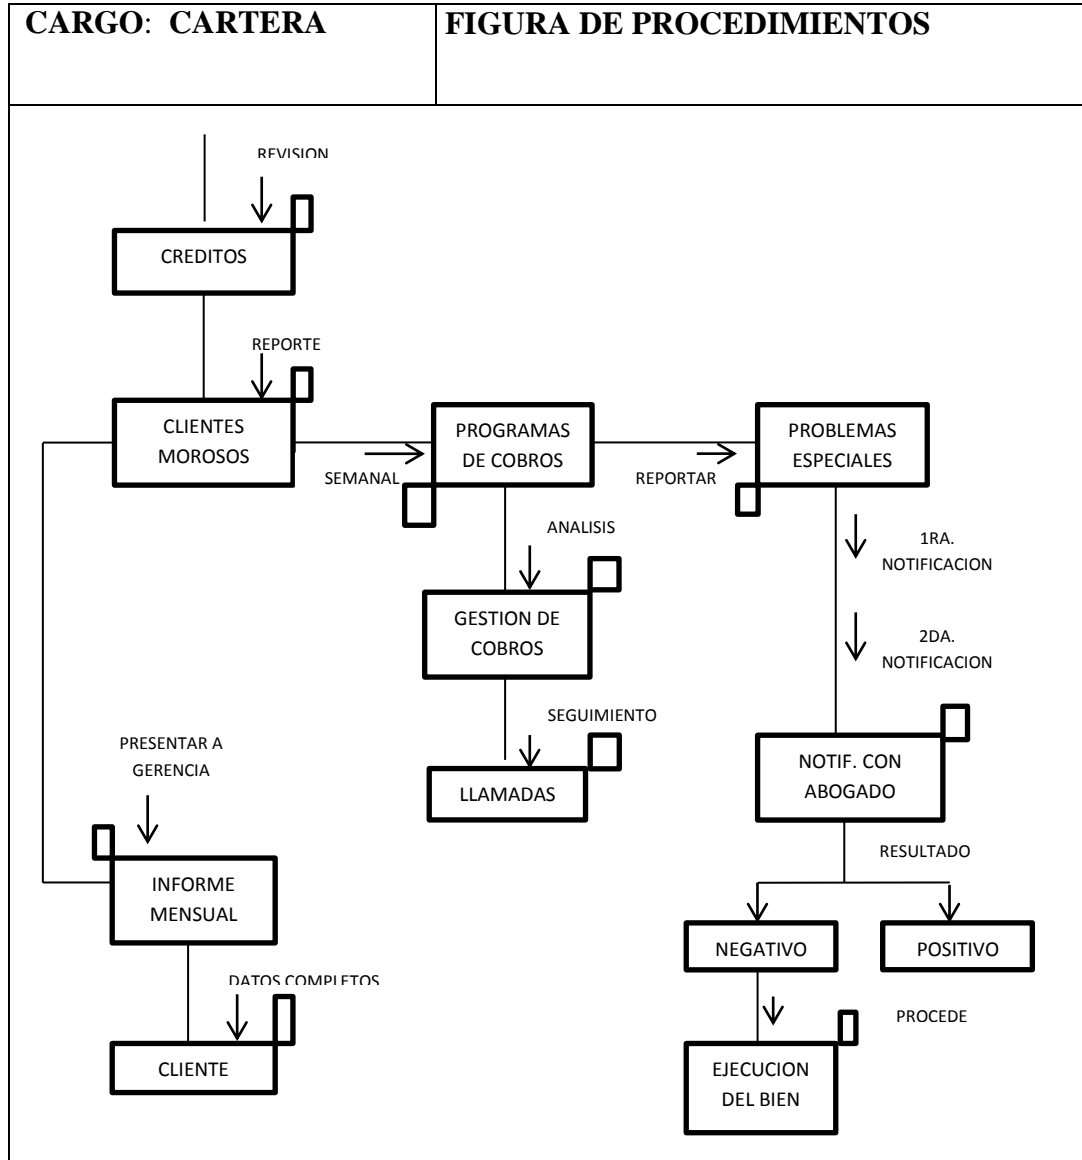 CARGO: CARTERA
FIGURA DE PROCEDIMIENTOS
REVISION
CREDITOS
REPORTE
CLIENTES
MOROSOS
SEMANAL
PROGRAMAS
DE COBROS
REPORTAR
PROBLEMAS
ESPECIALES
ANALISIS
1RA.
NOTIFICACION
GESTION DE
COBROS
2DA.
NOTIFICACION
SEGUIMIENTO
LLAMADAS
PRESENTAR A
GERENCIA
NOTIF. CON
ABOGADO
RESULTADO
INFORME
MENSUAL
NEGATIVO
POSITIVO
DATOS COMPLETOS
PROCEDE
CLIENTE
EJECUCION
DEL BIEN